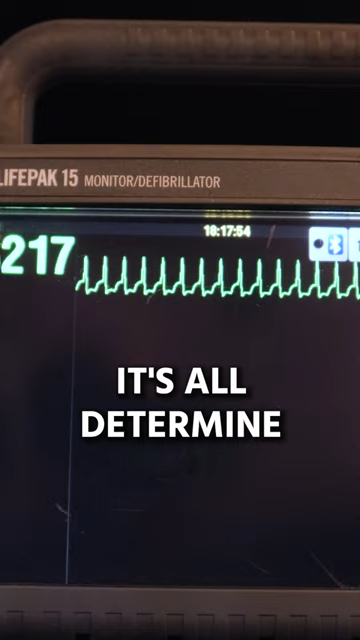 LIFEPAK 15 MONITOR/DEFIBRILLATOR
18:17:54
217
IT'S ALL
DETERMINE